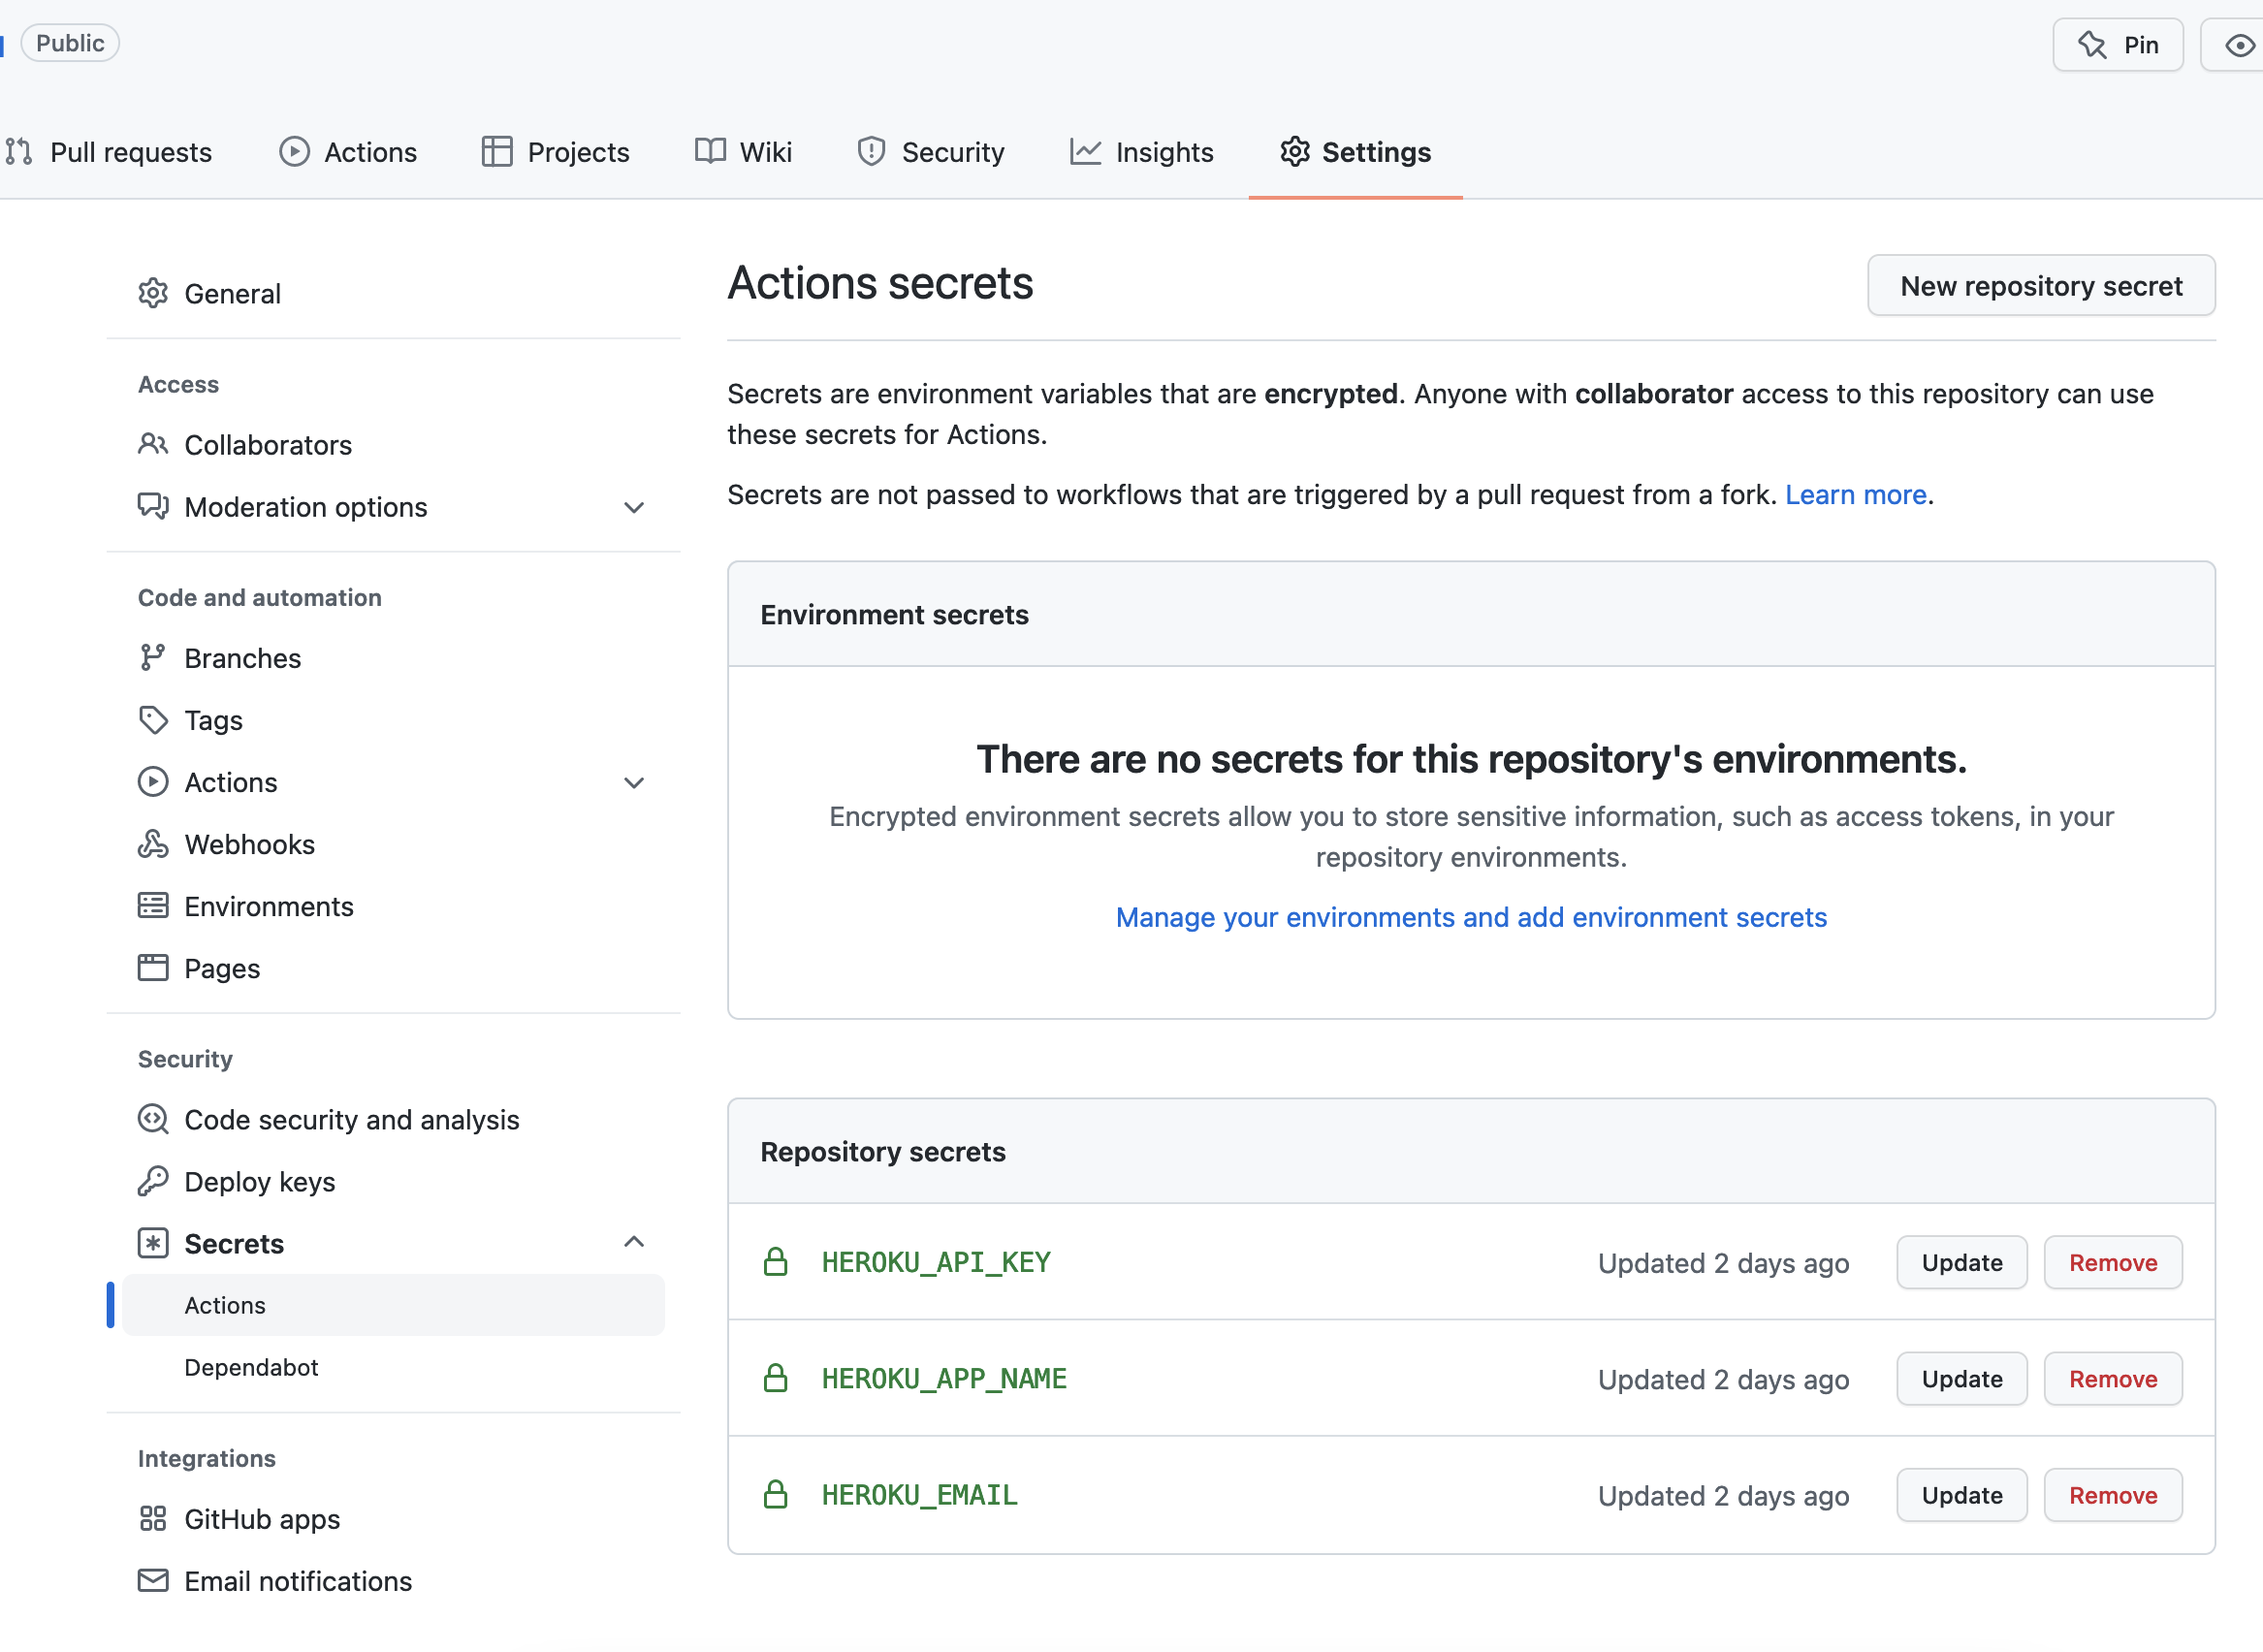 Public
Pin
Pull requests
Actions
Projects
Wiki
Security
Insights
Settings
General
Access
Collaborators
Moderation options
Code and automation
Branches
Tags
Actions
Webhooks
Environments
Pages
Security
Code security and analysis
Deploy keys
Secrets
Actions
Dependabot
Integrations
GitHub apps
Email notifications
Actions secrets
New repository secret
Secrets are environment variables that are encrypted. Anyone with collaborator access to this repository can use
these secrets for Actions.
Secrets are not passed to workflows that are triggered by a pull request from a fork. Learn more.
Environment secrets
There are no secrets for this repository's environments.
Encrypted environment secrets allow you to store sensitive information, such as access tokens, in your
repository environments.
Manage your environments and add environment secrets
Repository secrets
HEROKU_API_KEY Updated 2 days ago Update Remove
HEROKU_APP_NAME Updated 2 days ago Update Remove
HEROKU_EMAIL Updated 2 days ago Update Remove